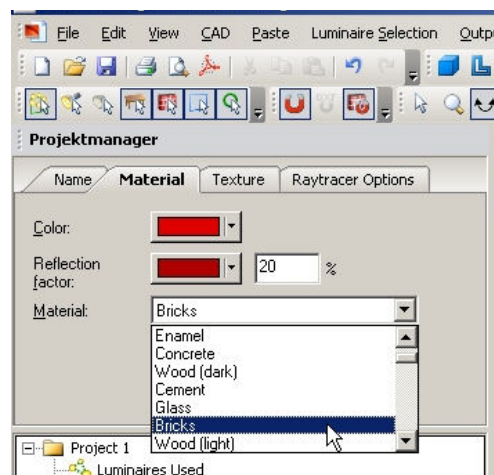 File Edit View CAD Paste Luminaire Selection
Projektmanager
Name Material Texture Raytracer Options
Color:
Reflection factor: 20 %
Material: Bricks
Enamel
Concrete
Wood (dark)
Cement
Glass
Bricks
Wood (light)
Project 1
Luminaires Used